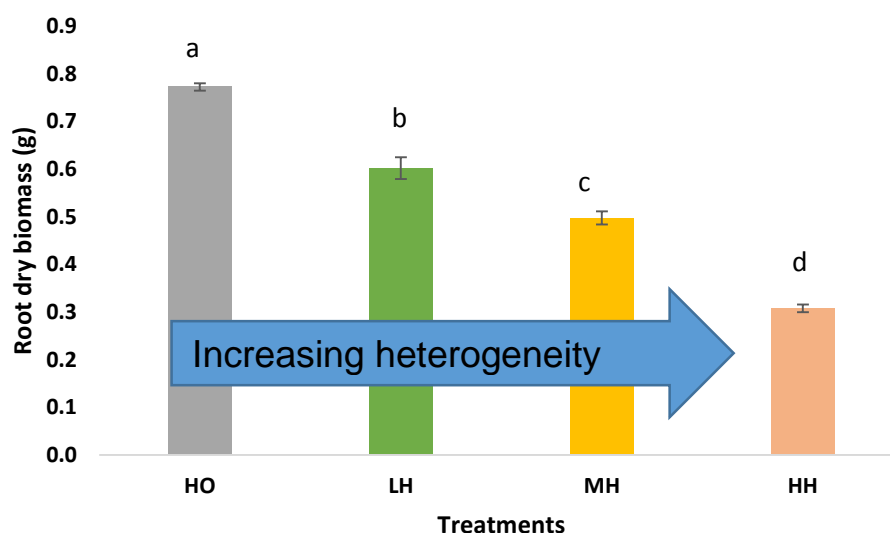 Root dry biomass (g)
0.9
0.8
0.7
0.6
0.5
0.4
0.3
0.2
0.1
0.0
a
b
c
d
Increasing heterogeneity
HO LH MH HH
Treatments